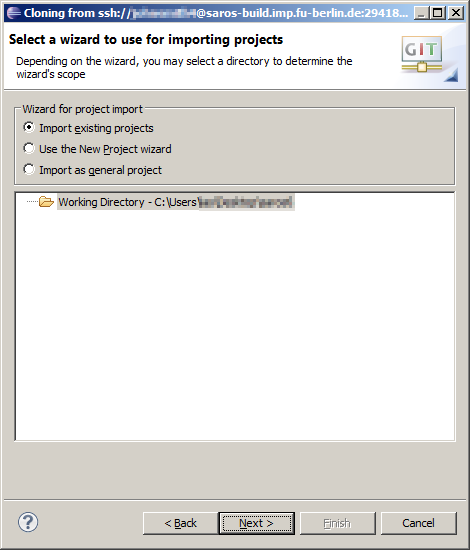 Cloning from ssh:// @saros-build.imp.fu-berlin.de:29418...
Select a wizard to use for importing projects
Depending on the wizard, you may select a directory to determine the
wizard's scope
GIT
Wizard for project import
Import existing projects
Use the New Project wizard
Import as general project
Working Directory - C:\Users\
?
< Back
Next >
Finish
Cancel